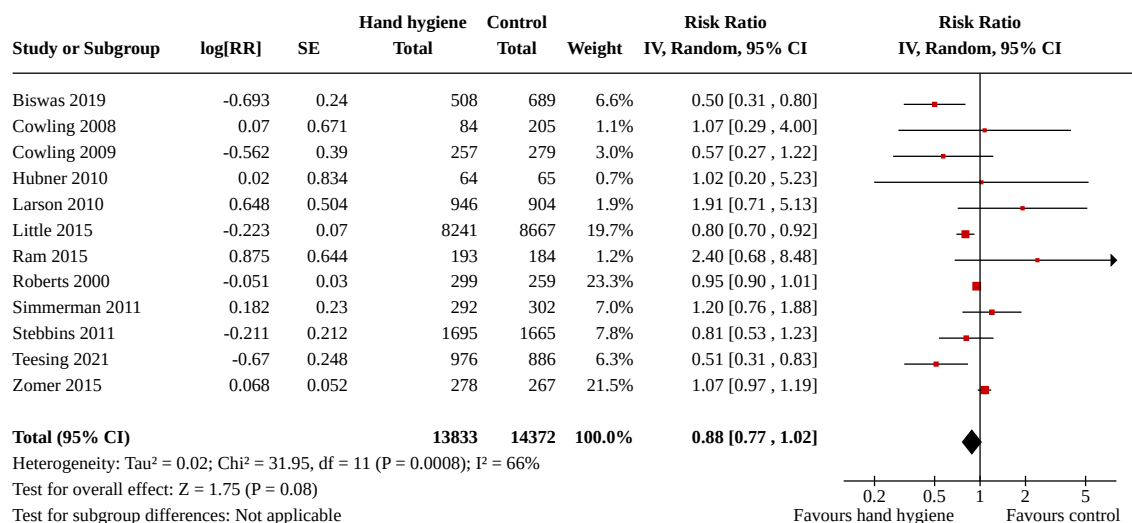 Hand hygiene Control Risk Ratio Risk Ratio
Study or Subgroup log[RR] SE Total Total Weight IV, Random, 95% CI IV, Random, 95% CI
Biswas 2019 -0.693 0.24 508 689 6.6% 0.50 [0.31 , 0.80]
Cowling 2008 0.07 0.671 84 205 1.1% 1.07 [0.29 , 4.00]
Cowling 2009 -0.562 0.39 257 279 3.0% 0.57 [0.27 , 1.22]
Hubner 2010 0.02 0.834 64 65 0.7% 1.02 [0.20 , 5.23]
Larson 2010 0.648 0.504 946 904 1.9% 1.91 [0.71 , 5.13]
Little 2015 -0.223 0.07 8241 8667 19.7% 0.80 [0.70 , 0.92]
Ram 2015 0.875 0.644 193 184 1.2% 2.40 [0.68 , 8.48]
Roberts 2000 -0.051 0.03 299 259 23.3% 0.95 [0.90 , 1.01]
Simmerman 2011 0.182 0.23 292 302 7.0% 1.20 [0.76 , 1.88]
Stebbins 2011 -0.211 0.212 1695 1665 7.8% 0.81 [0.53 , 1.23]
Teesing 2021 -0.67 0.248 976 886 6.3% 0.51 [0.31 , 0.83]
Zomer 2015 0.068 0.052 278 267 21.5% 1.07 [0.97 , 1.19]
Total (95% CI) 13833 14372 100.0% 0.88 [0.77 , 1.02]
Heterogeneity: Tau² = 0.02; Chi² = 31.95, df = 11 (P = 0.0008); I² = 66%
Test for overall effect: Z = 1.75 (P = 0.08) 0.2 0.5 1 2 5
Test for subgroup differences: Not applicable Favours hand hygiene Favours control